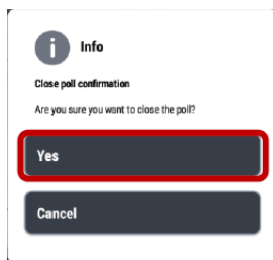 Info
Close poll confirmation
Are you sure you want to close the poll?
Yes
Cancel